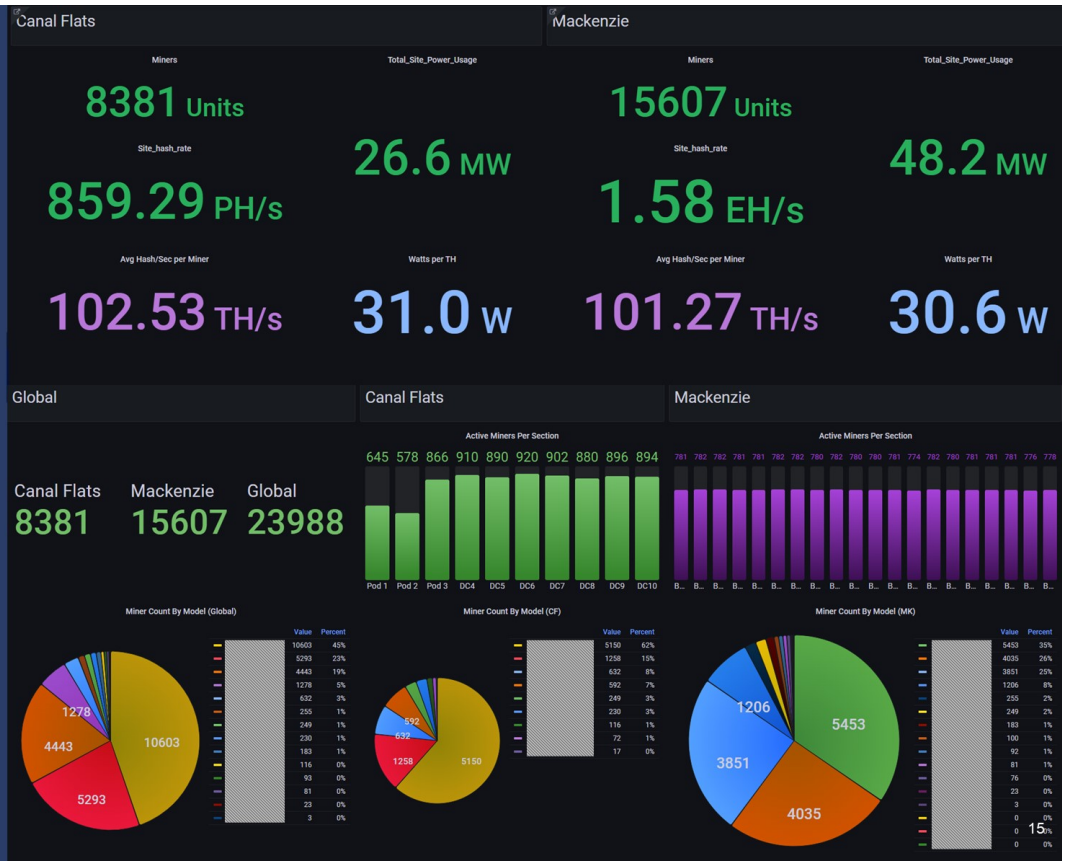 Canal Flats
Mackenzie
Miners
Total_Site_Power_Usage
Miners
Total_Site_Power_Usage
8381 Units
15607 Units
Site_hash_rate
26.6 MW
Site_hash_rate
48.2 MW
859.29 PH/s
1.58 EH/s
Avg Hash/Sec per Miner
Watts per TH
Avg Hash/Sec per Miner
Watts per TH
102.53 TH/s
31.0 W
101.27 TH/s
30.6 W
Global
Canal Flats
Mackenzie
Canal Flats
Mackenzie
Global
8381
15607
23988
Active Miners Per Section
645 578 866 910 890 920 902 880 896 894
Pod 1 Pod 2 Pod 3 DC4 DC5 DC6 DC7 DC8 DC9 DC10
Active Miners Per Section
781 782 782 781 781 782 782 780 782 780 780 781 774 782 780 781 781 781 776 778
B... B... B... B... B... B... B... B... B... B... B... B... B... B... B... B... B... B... B... B...
Miner Count By Model (Global)
10603
5293
4443
1278
Value Percent
10603 45%
5293 23%
4443 19%
1278 5%
632 3%
255 1%
249 1%
230 1%
183 1%
116 0%
93 0%
81 0%
23 0%
3 0%
Miner Count By Model (CF)
5150
1258
632
592
Value Percent
5150 62%
1258 15%
632 8%
592 7%
249 3%
230 3%
116 1%
72 1%
17 0%
Miner Count By Model (MK)
5453
4035
3851
1206
Value Percent
5453 35%
4035 26%
3851 25%
1206 8%
255 2%
249 2%
183 1%
100 1%
92 1%
81 1%
76 0%
23 0%
3 0%
0 0%
0 0%
0 0%
15